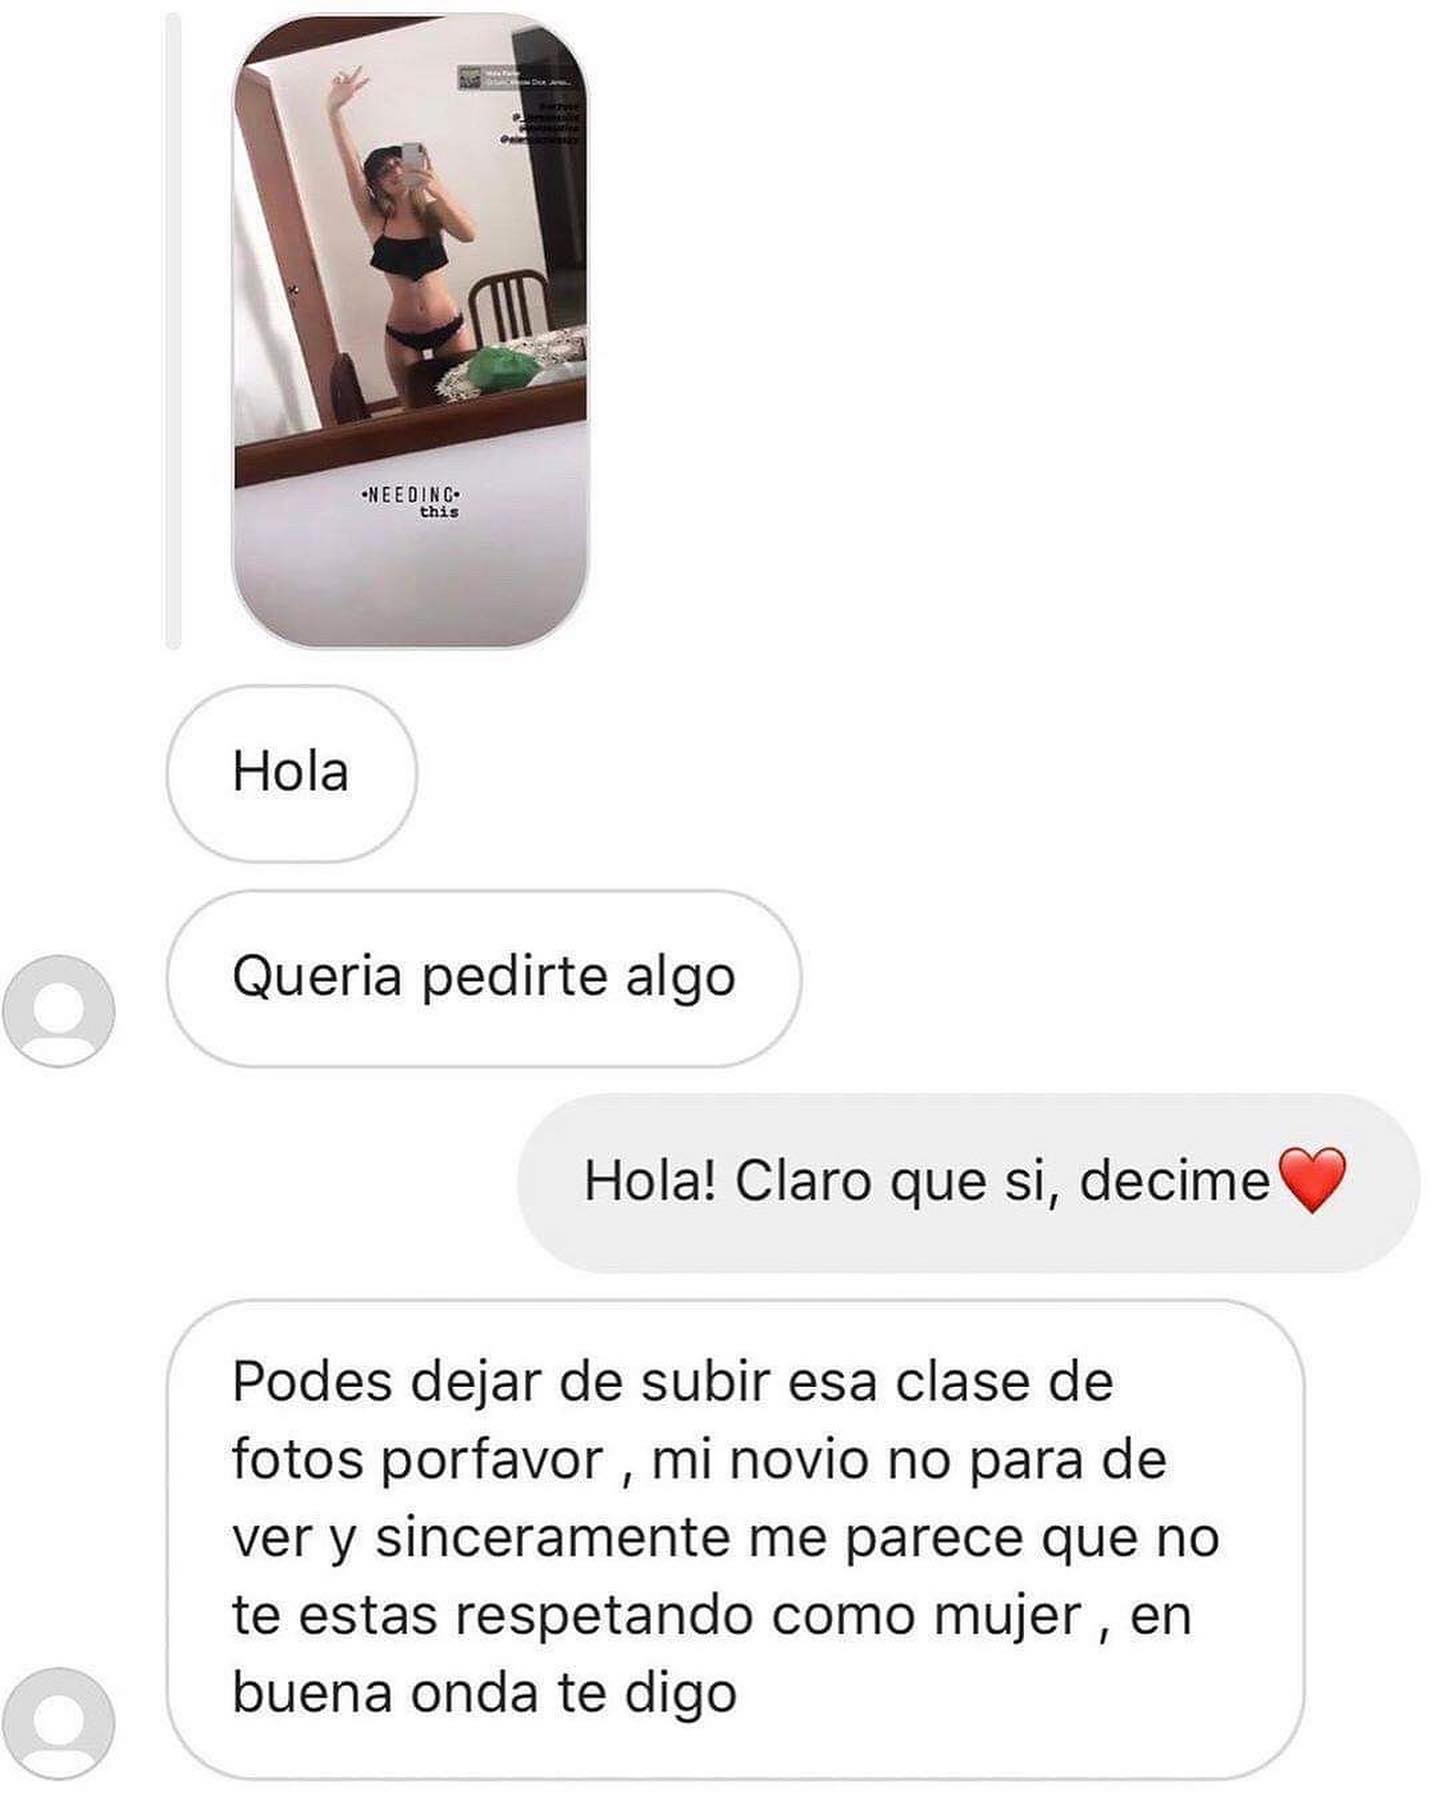 •NEEDING•
this
Hola
Queria pedirte algo
Hola! Claro que si, decime❤️
Podes dejar de subir esa clase de
fotos porfavor , mi novio no para de
ver y sinceramente me parece que no
te estas respetando como mujer , en
buena onda te digo